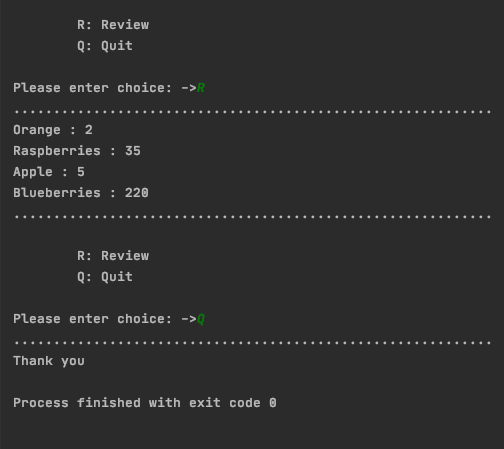 R: Review
Q: Quit
Please enter choice: ->R
............................................................
Orange : 2
Raspberries : 35
Apple : 5
Blueberries : 220
............................................................
R: Review
Q: Quit
Please enter choice: ->Q
............................................................
Thank you
Process finished with exit code 0